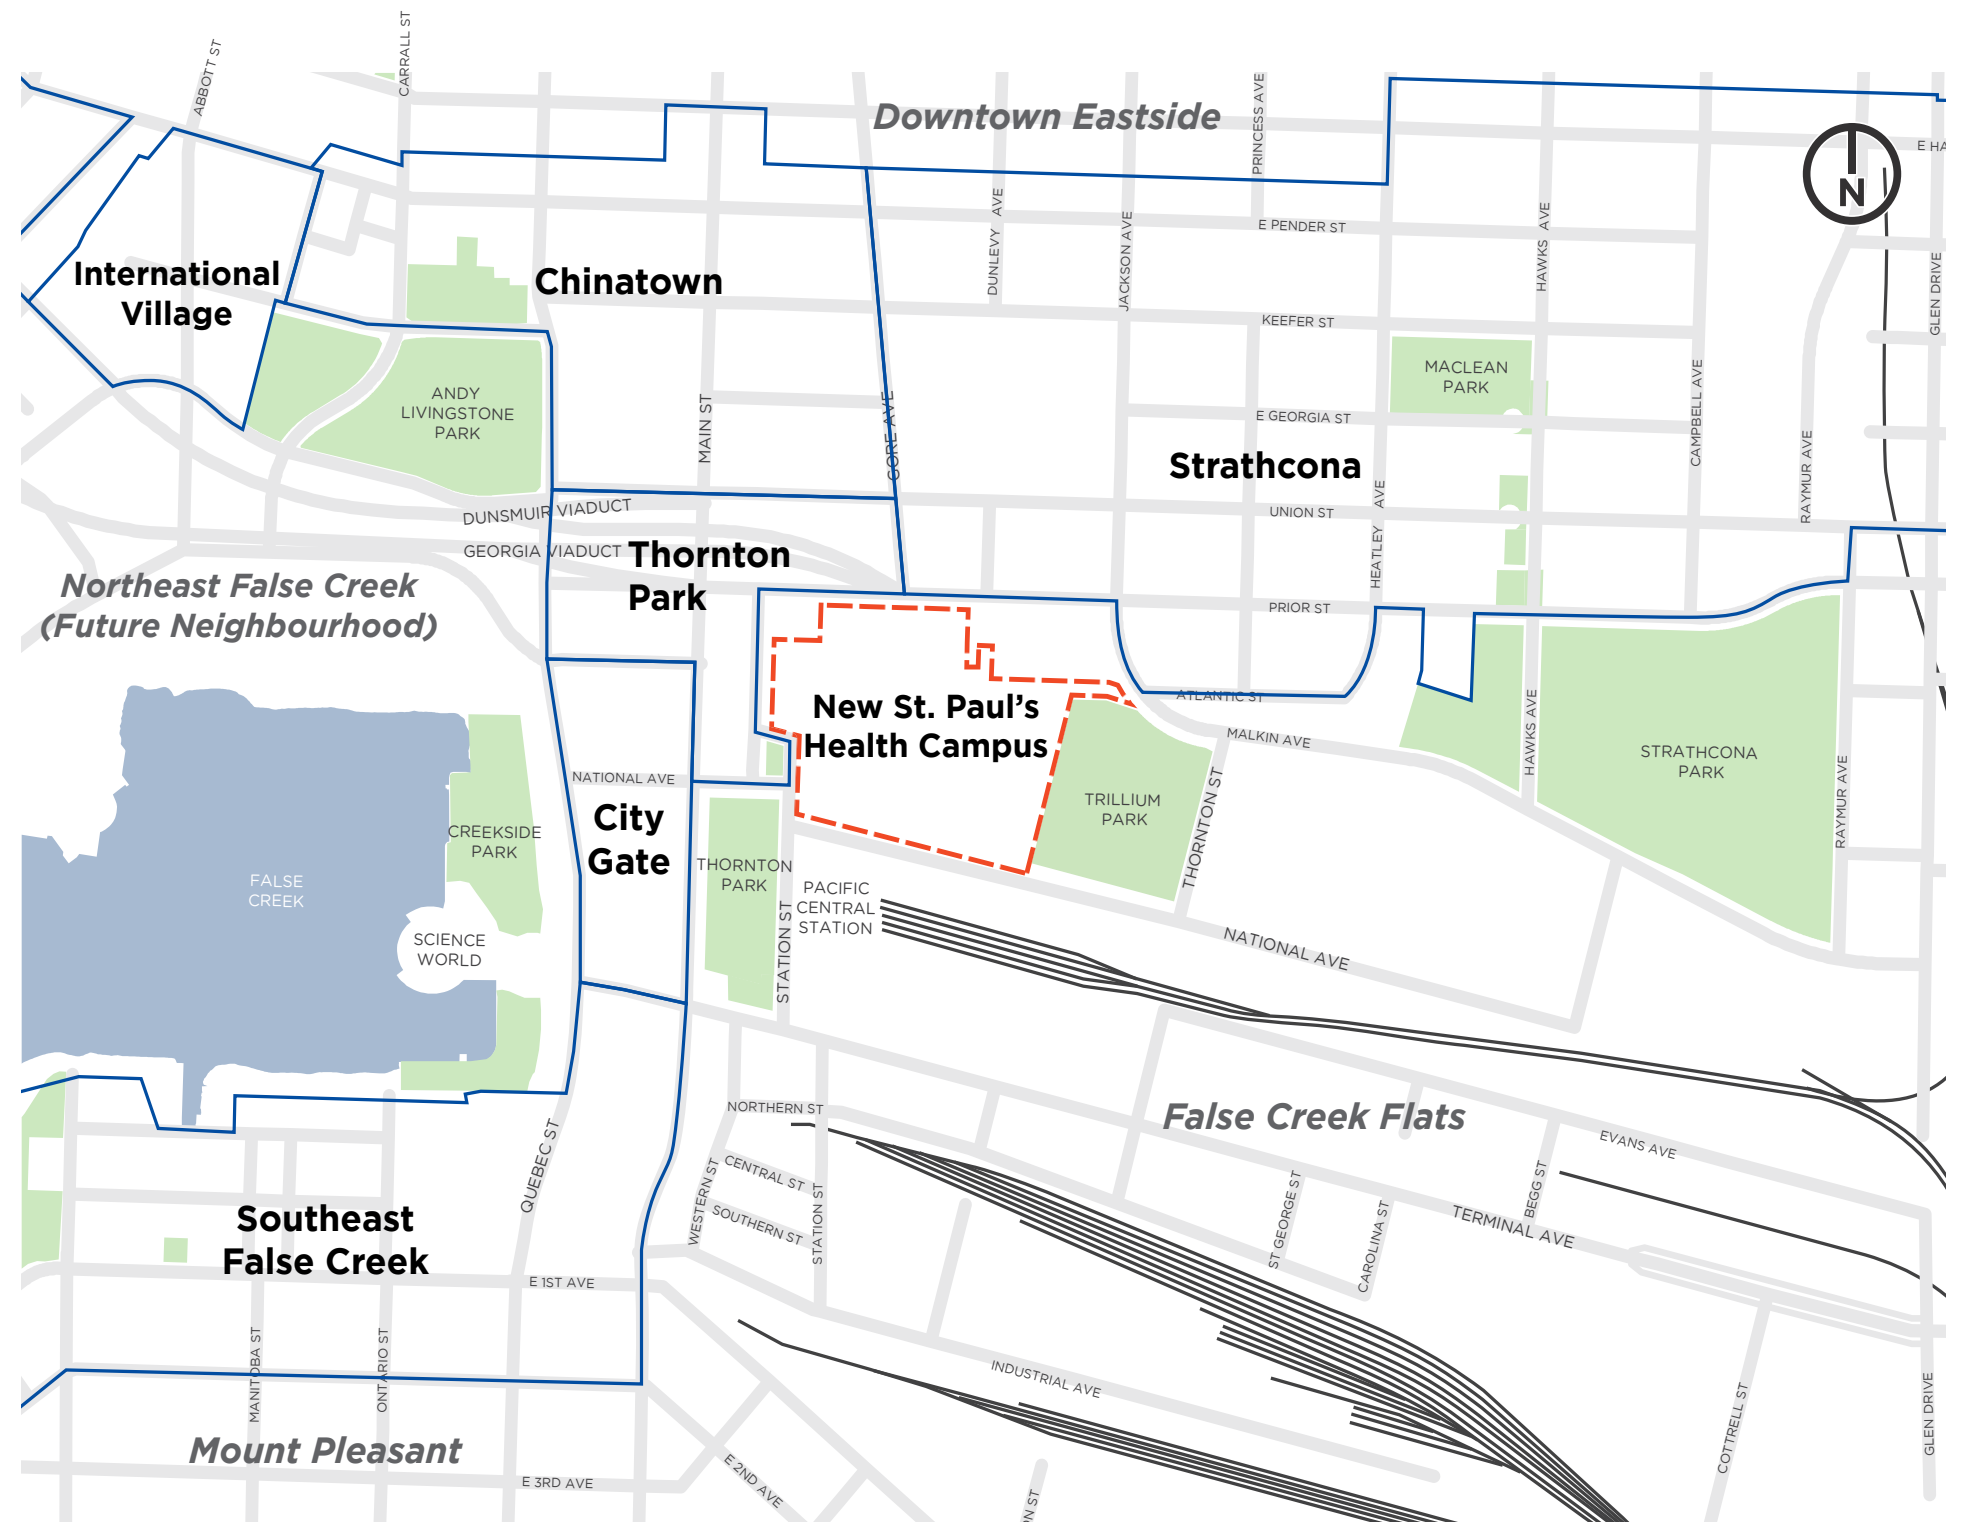 CARRALL ST
ABBOTT ST
Downtown Eastside
PRINCESS AVE
E HA
N
DUNLEVY AVE
JACKSON AVE
E PENDER ST
HAWKS AVE
GLEN DRIVE
International
Village
Chinatown
KEEFER ST
MACLEAN
PARK
ANDY
LIVINGSTONE
PARK
MAIN ST
GORE AVE
E GEORGIA ST
CAMPBELL AVE
RAYMUR AVE
Strathcona
HEATLEY AVE
DUNSMUIR VIADUCT
UNION ST
GEORGIA VIADUCT
Thornton
Park
Northeast False Creek
(Future Neighbourhood)
PRIOR ST
New St. Paul's
Health Campus
ATLANTIC ST
MALKIN AVE
HAWKS AVE
STRATHCONA
PARK
RAYMUR AVE
NATIONAL AVE
City
Gate
TRILLIUM
PARK
THORNTON ST
CREEKSIDE
PARK
THORNTON
PARK
FALSE
CREEK
PACIFIC
CENTRAL
STATION
STATION ST
SCIENCE
WORLD
NATIONAL AVE
NORTHERN ST
False Creek Flats
EVANS AVE
QUEBEC ST
WESTERN ST
CENTRAL ST
SOUTHERN ST
STATION ST
ST GEORGE ST
CAROLINA ST
BEGG ST
TERMINAL AVE
Southeast
False Creek
E 1ST AVE
MANITOBA ST
ONTARIO ST
INDUSTRIAL AVE
COTTRELL ST
GLEN DRIVE
Mount Pleasant
E 3RD AVE
E 2ND AVE
N ST